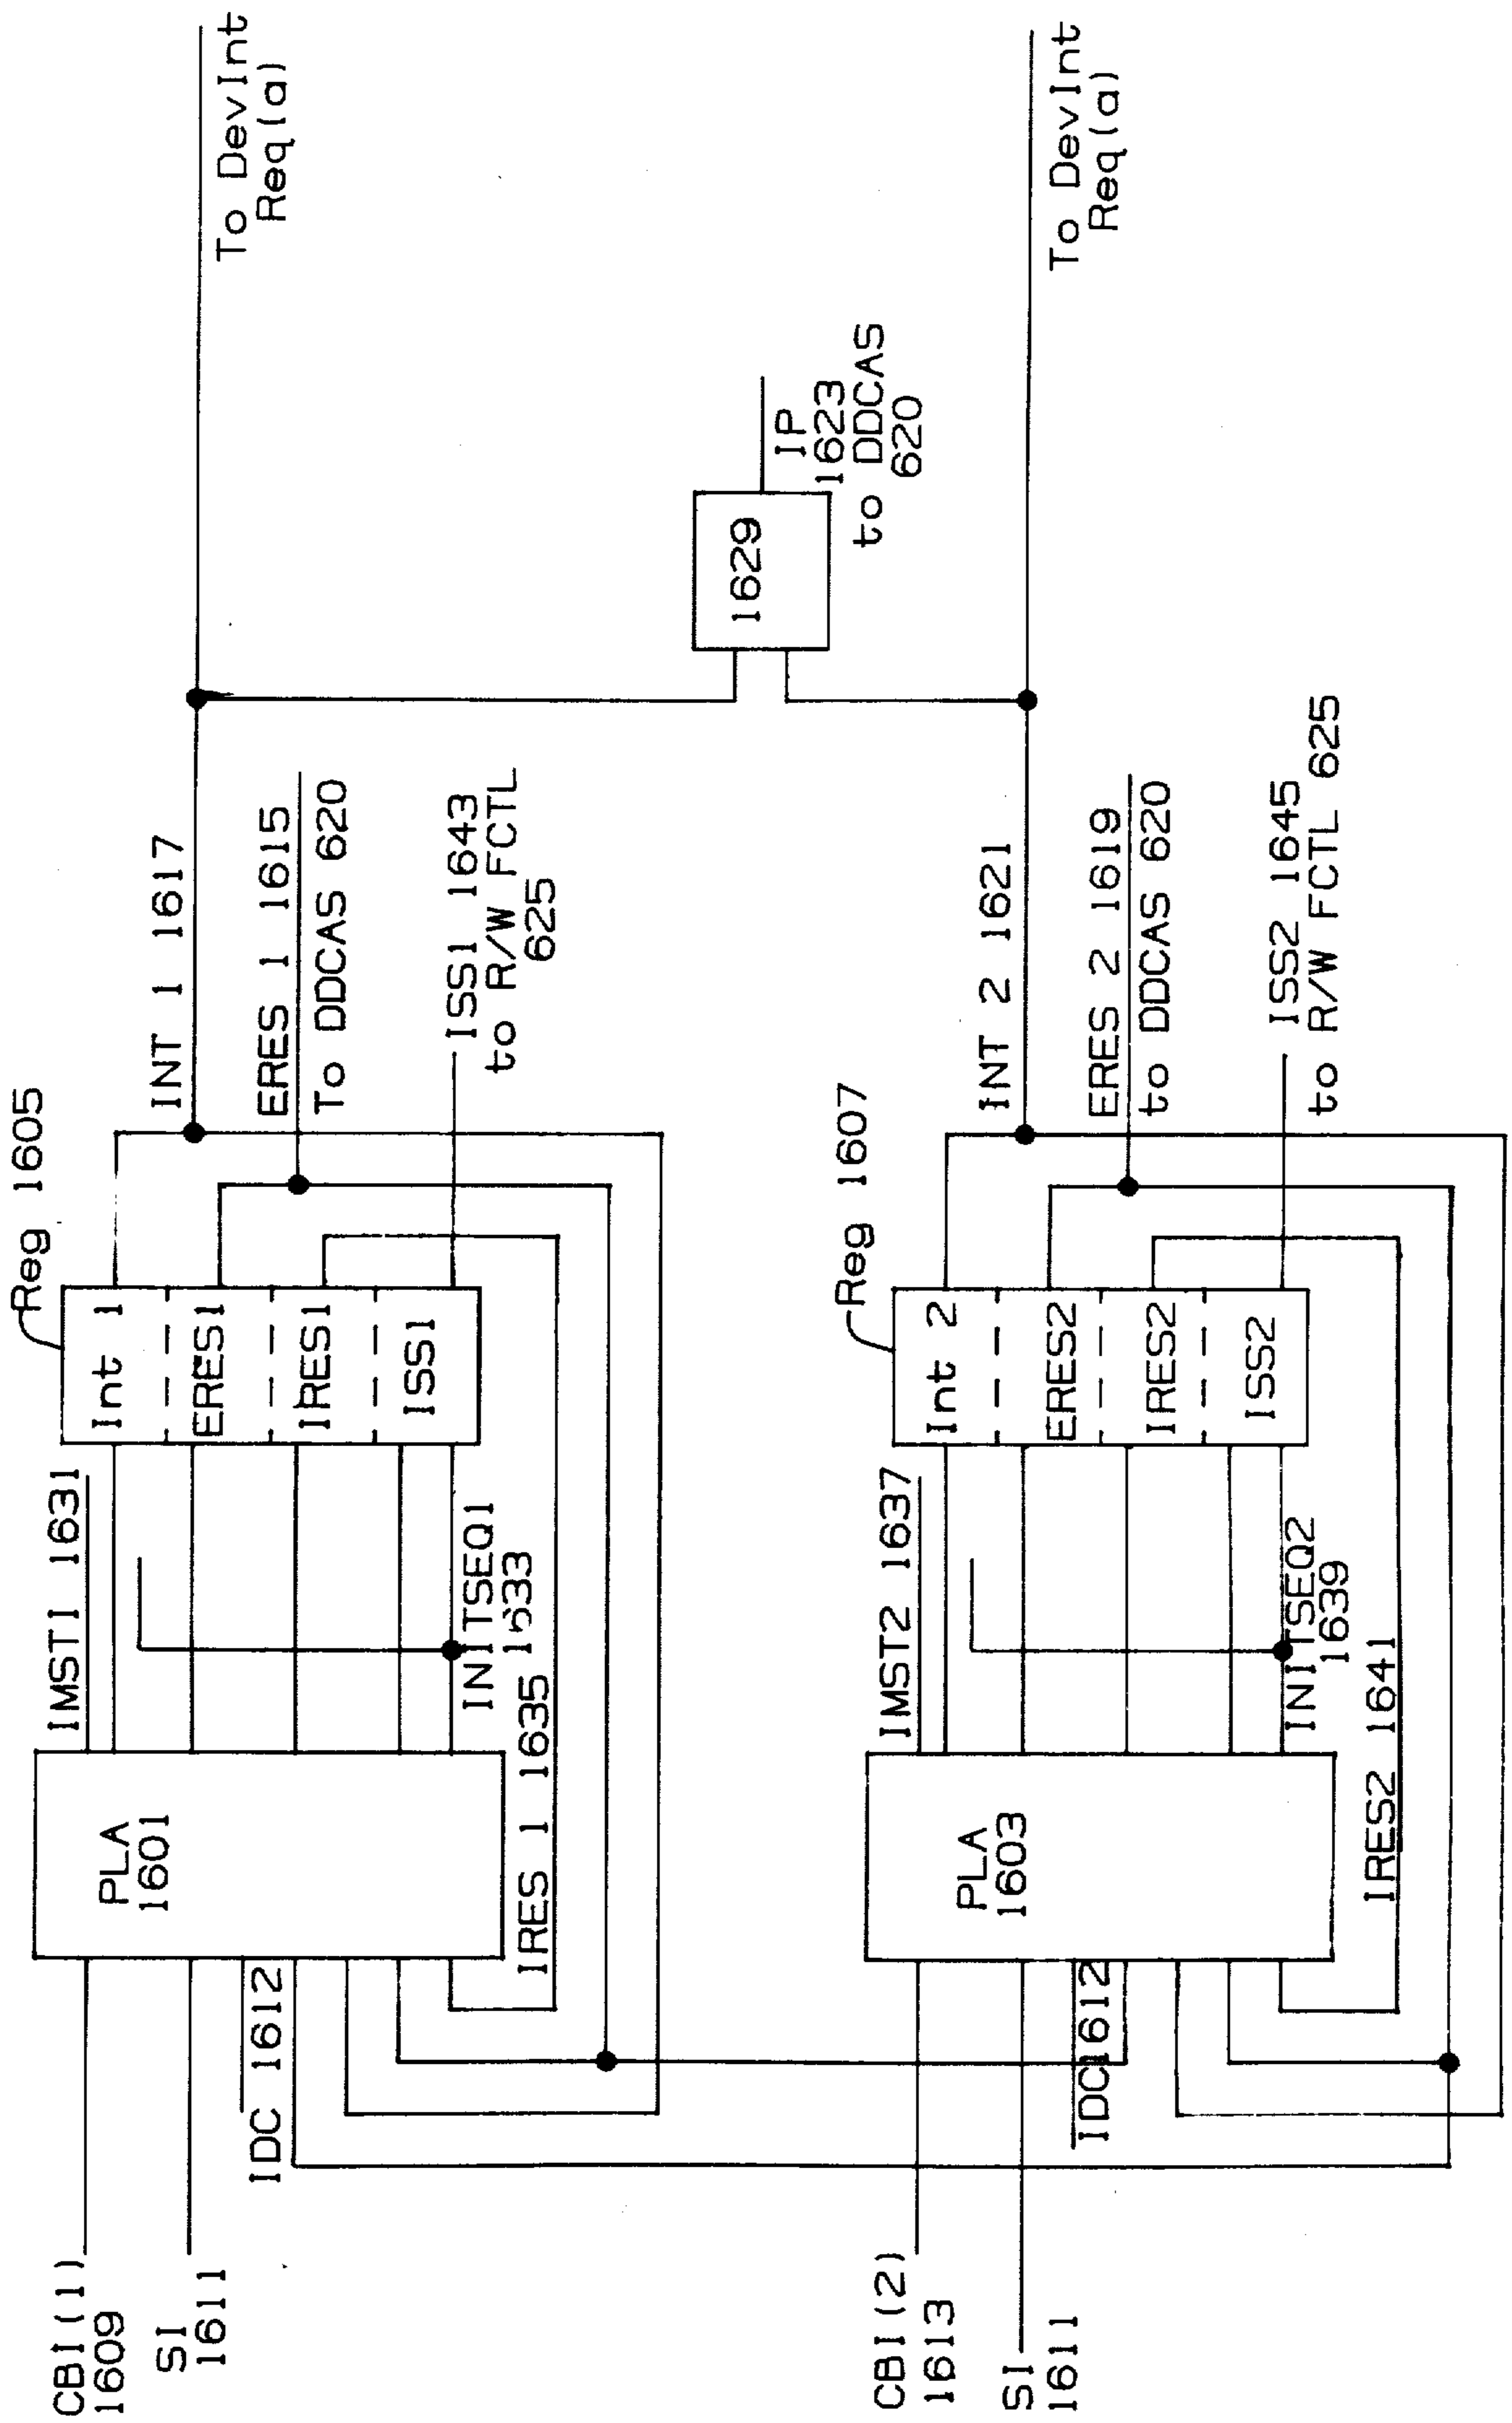 CBI(1)
1609
SI
1611
IDC 1612
PLA
1601
IMST1 1631
INITSEQ1
1633
IRES 1 1635
Reg 1605
Int 1
ERES1
IRES1
ISS1
INT 1 1617
ERES 1 1615
To DDCAS 620
ISS1 1643
to R/W FCTL
625
To DevInt
Req(a)
1629
IP
1623
to DDCAS
620
CBI(2)
1613
SI
1611
IDC1612
PLA
1603
IMST2 1637
INITSEQ2
1639
IRES2 1641
Reg 1607
Int 2
ERES2
IRES2
ISS2
INT 2 1621
ERES 2 1619
to DDCAS 620
ISS2 1645
to R/W FCTL 625
To DevInt
Req(a)